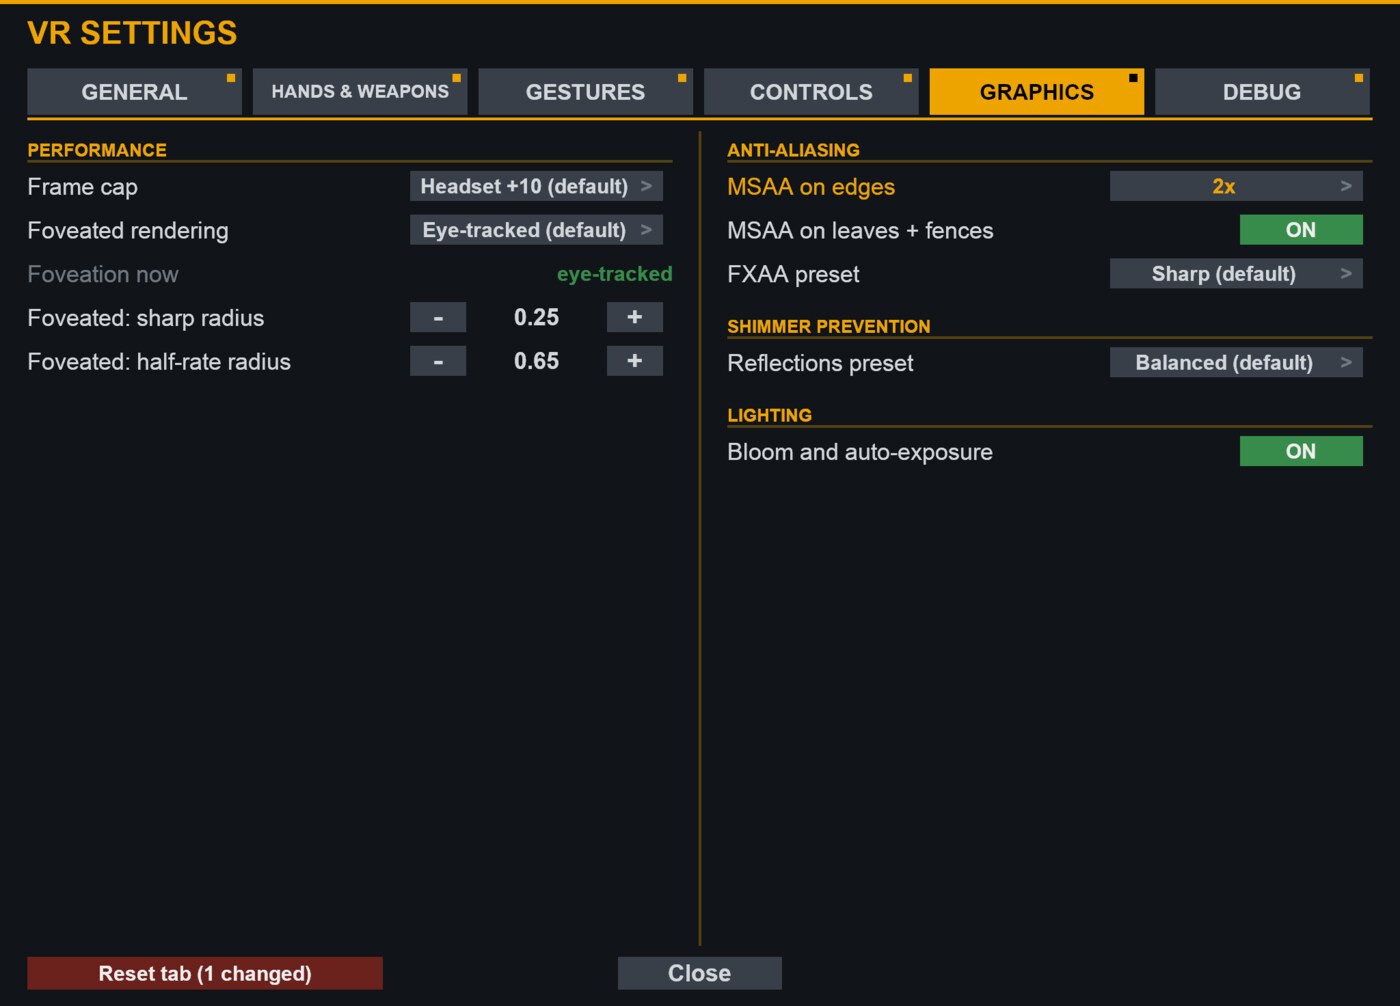 VR SETTINGS
GENERAL
HANDS & WEAPONS
GESTURES
CONTROLS
GRAPHICS
DEBUG
PERFORMANCE
Frame cap
Headset +10 (default) >
Foveated rendering
Eye-tracked (default) >
Foveation now
eye-tracked
Foveated: sharp radius
- 0.25 +
Foveated: half-rate radius
- 0.65 +
ANTI-ALIASING
MSAA on edges
2x >
MSAA on leaves + fences
ON
FXAA preset
Sharp (default) >
SHIMMER PREVENTION
Reflections preset
Balanced (default) >
LIGHTING
Bloom and auto-exposure
ON
Reset tab (1 changed)
Close